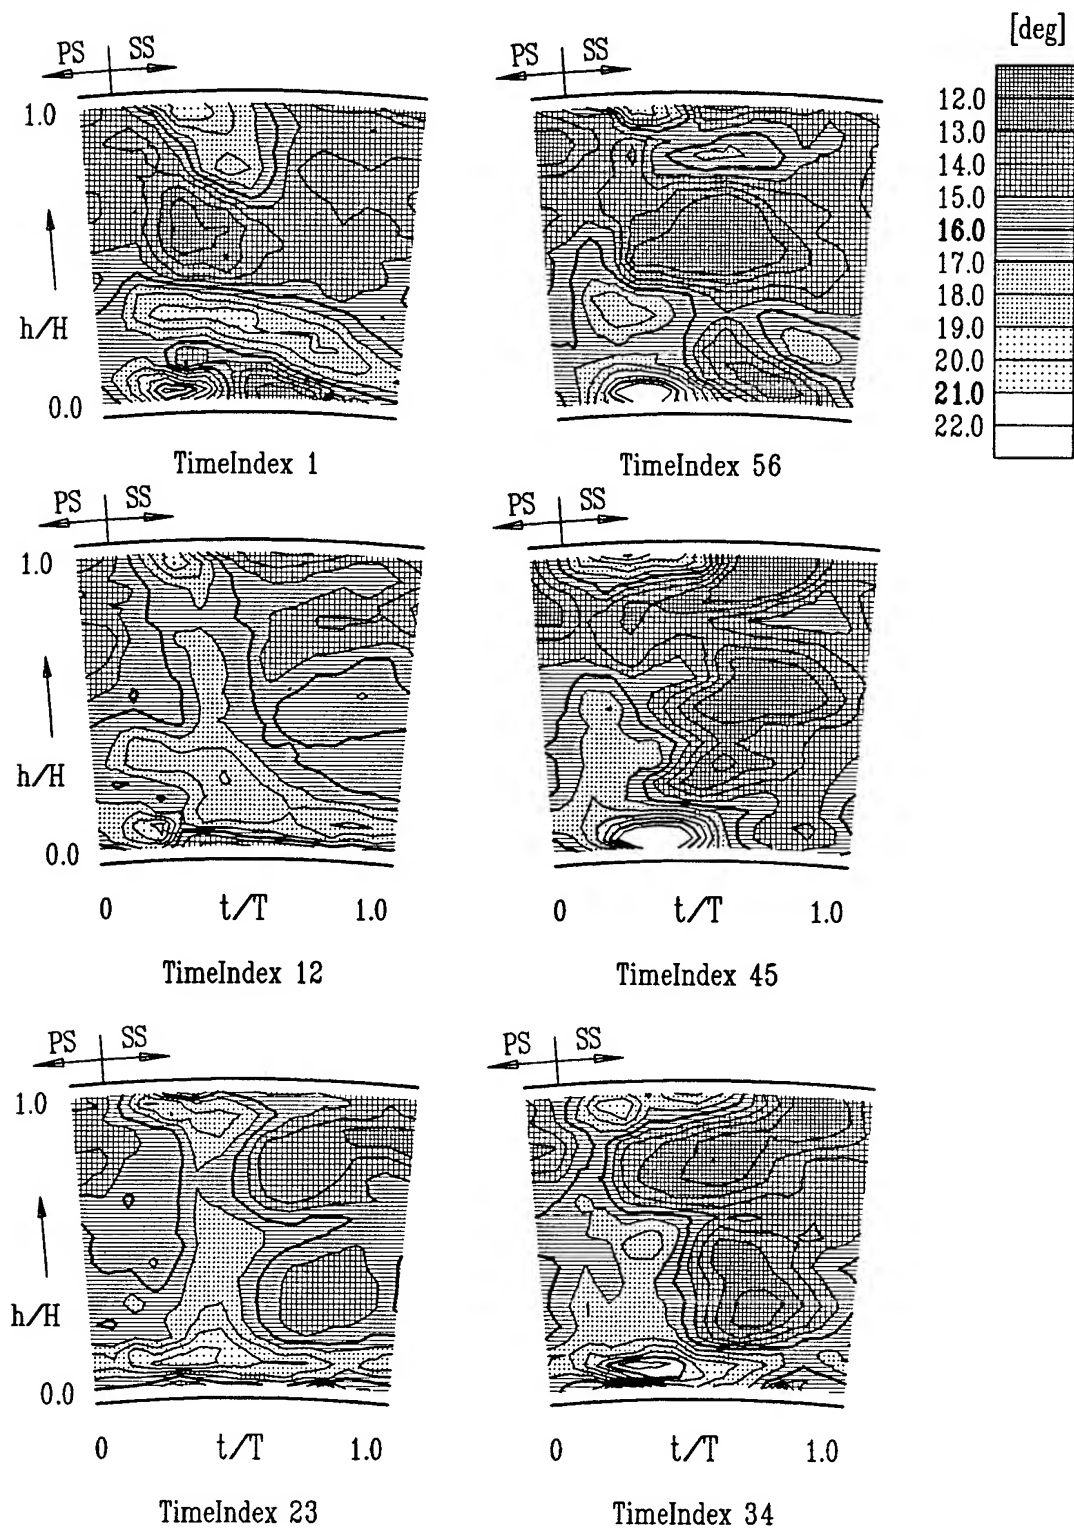 [deg]
PS SS
PS SS
1.0
h/H
0.0
12.0
13.0
14.0
15.0
16.0
17.0
18.0
19.0
20.0
21.0
22.0
TimeIndex 1
TimeIndex 56
PS SS
PS SS
1.0
h/H
0.0
0 t/T 1.0
0 t/T 1.0
TimeIndex 12
TimeIndex 45
PS SS
PS SS
1.0
h/H
0.0
0 t/T 1.0
0 t/T 1.0
TimeIndex 23
TimeIndex 34